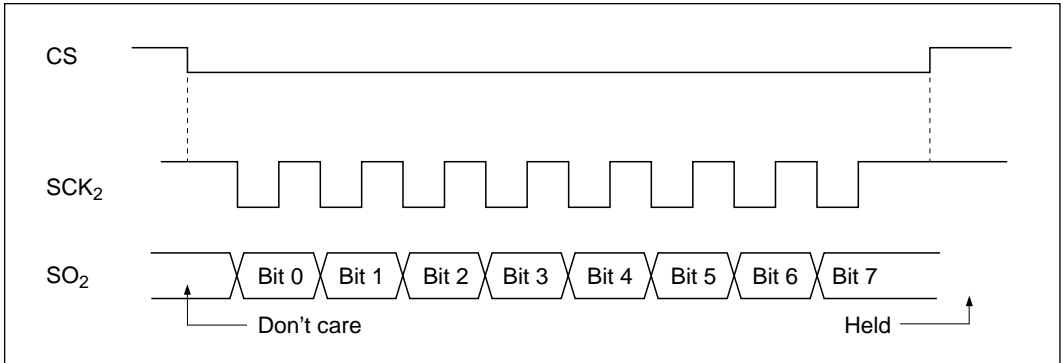 CS
SCK₂
SO₂
Bit 0 Bit 1 Bit 2 Bit 3 Bit 4 Bit 5 Bit 6 Bit 7
Don’t care
Held